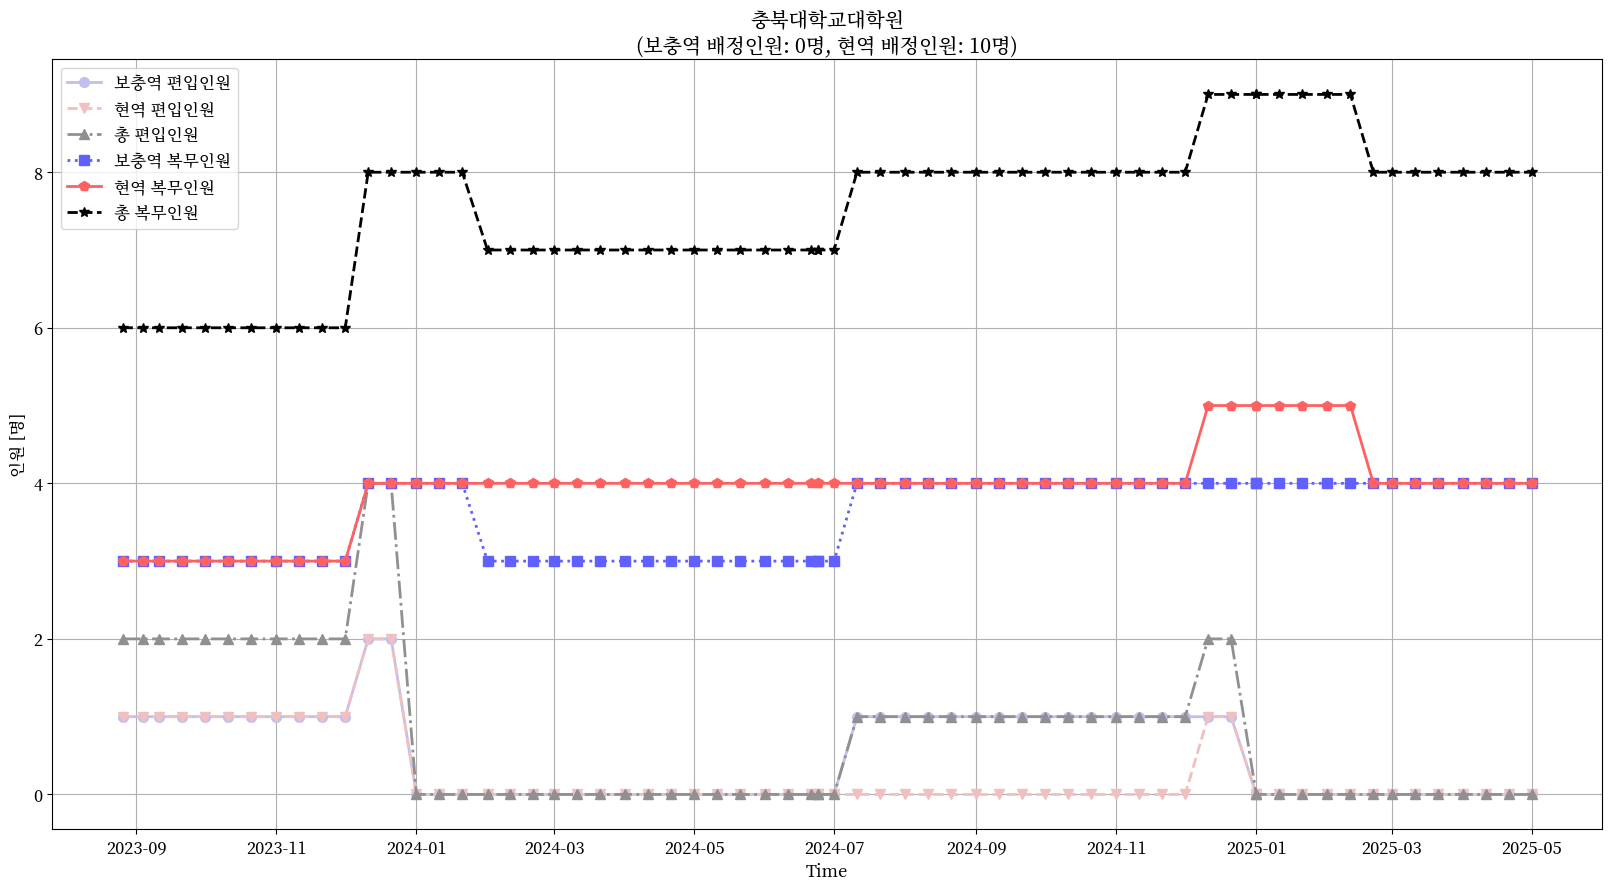 충북대학교대학원
(보충역 배정인원: 0명, 현역 배정인원: 10명)
보충역 편입인원
현역 편입인원
총 편입인원
보충역 복무인원
현역 복무인원
총 복무인원
인원 [명]
8
6
4
2
0
2023-09
2023-11
2024-01
2024-03
2024-05
2024-07
2024-09
2024-11
2025-01
2025-03
2025-05
Time